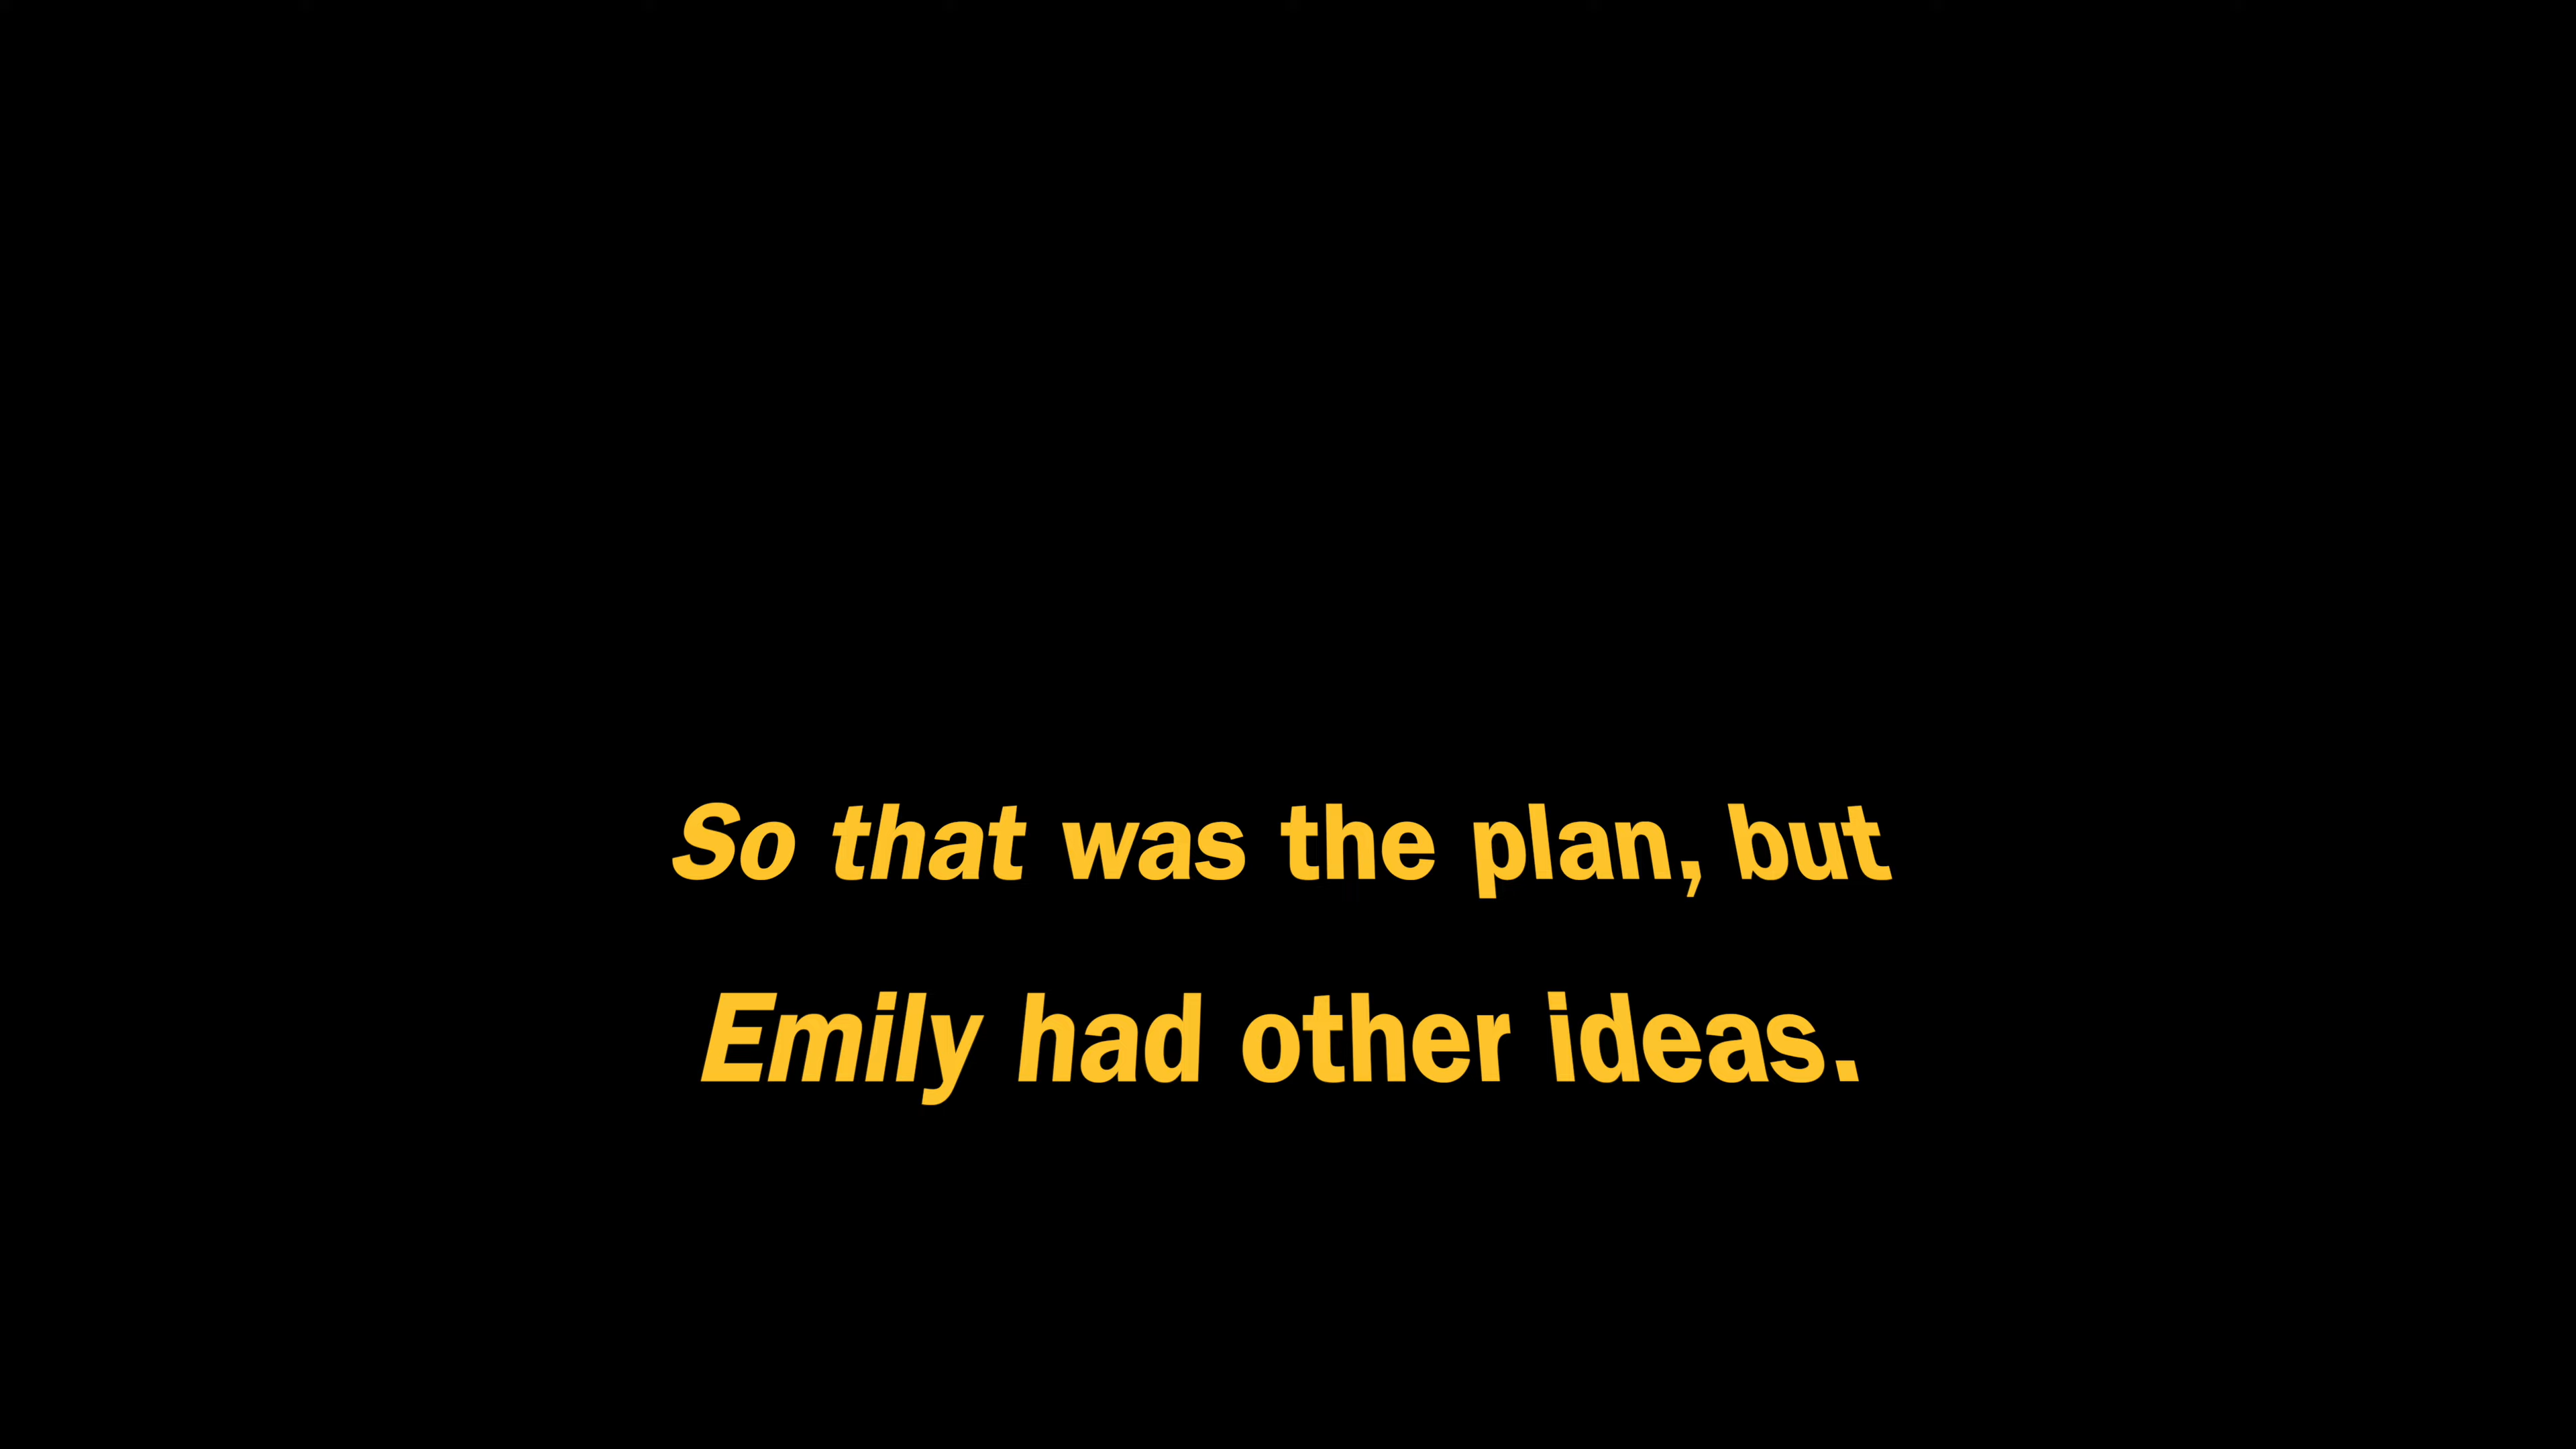 So that was the plan, but
Emily had other ideas.